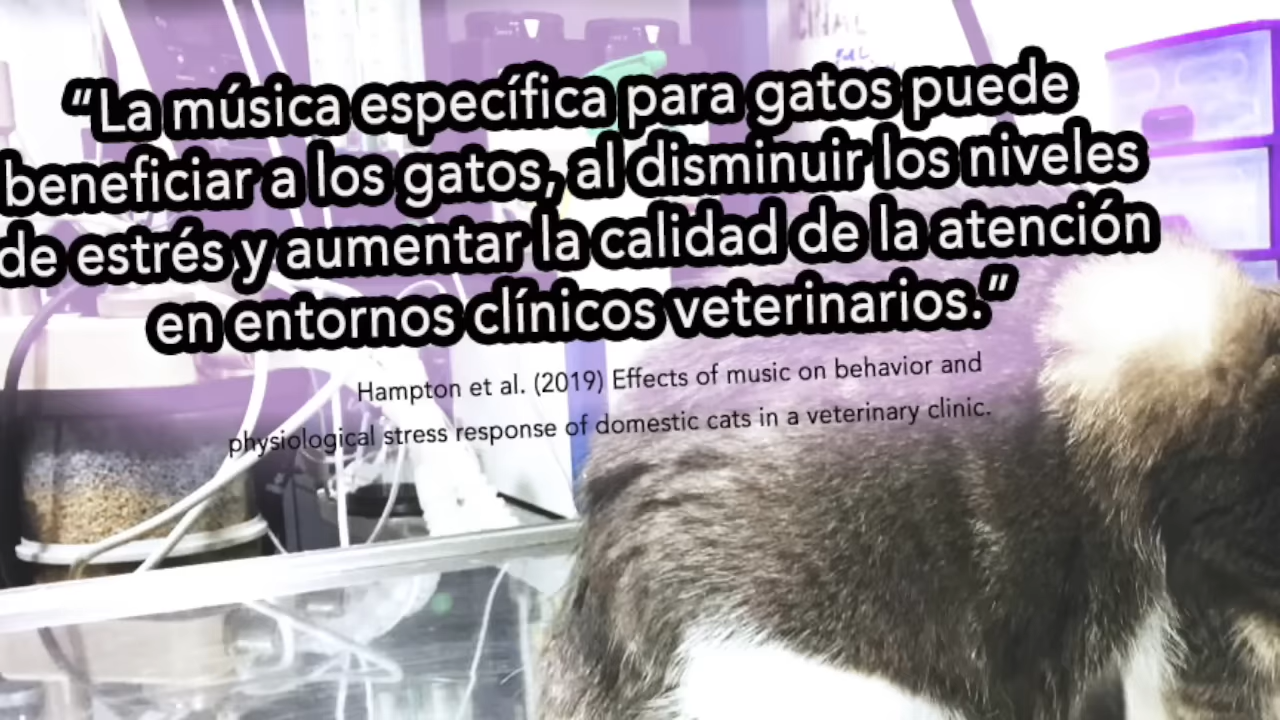 “La música específica para gatos puede
beneficiar a los gatos, al disminuir los niveles
de estrés y aumentar la calidad de la atención
en entornos clínicos veterinarios.”
Hampton et al. (2019) Effects of music on behavior and
physiological stress response of domestic cats in a veterinary clinic.